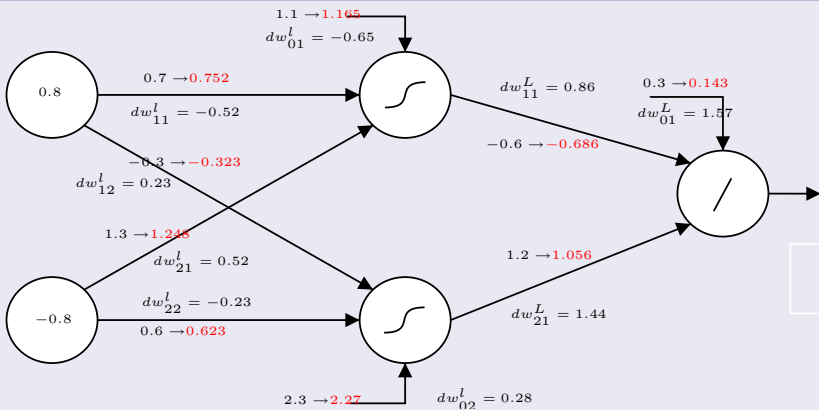 1.1 →1.165
dw^l_01 = −0.65
0.7 →0.752
dw^l_11 = −0.52
0.8
dw^L_11 = 0.86
0.3 →0.143
dw^L_01 = 1.57
−0.6 →−0.686
−0.3 →−0.323
dw^l_12 = 0.23
1.3 →1.248
dw^l_21 = 0.52
dw^l_22 = −0.23
−0.8
0.6 →0.623
1.2 →1.056
dw^L_21 = 1.44
2.3 →2.27
dw^l_02 = 0.28